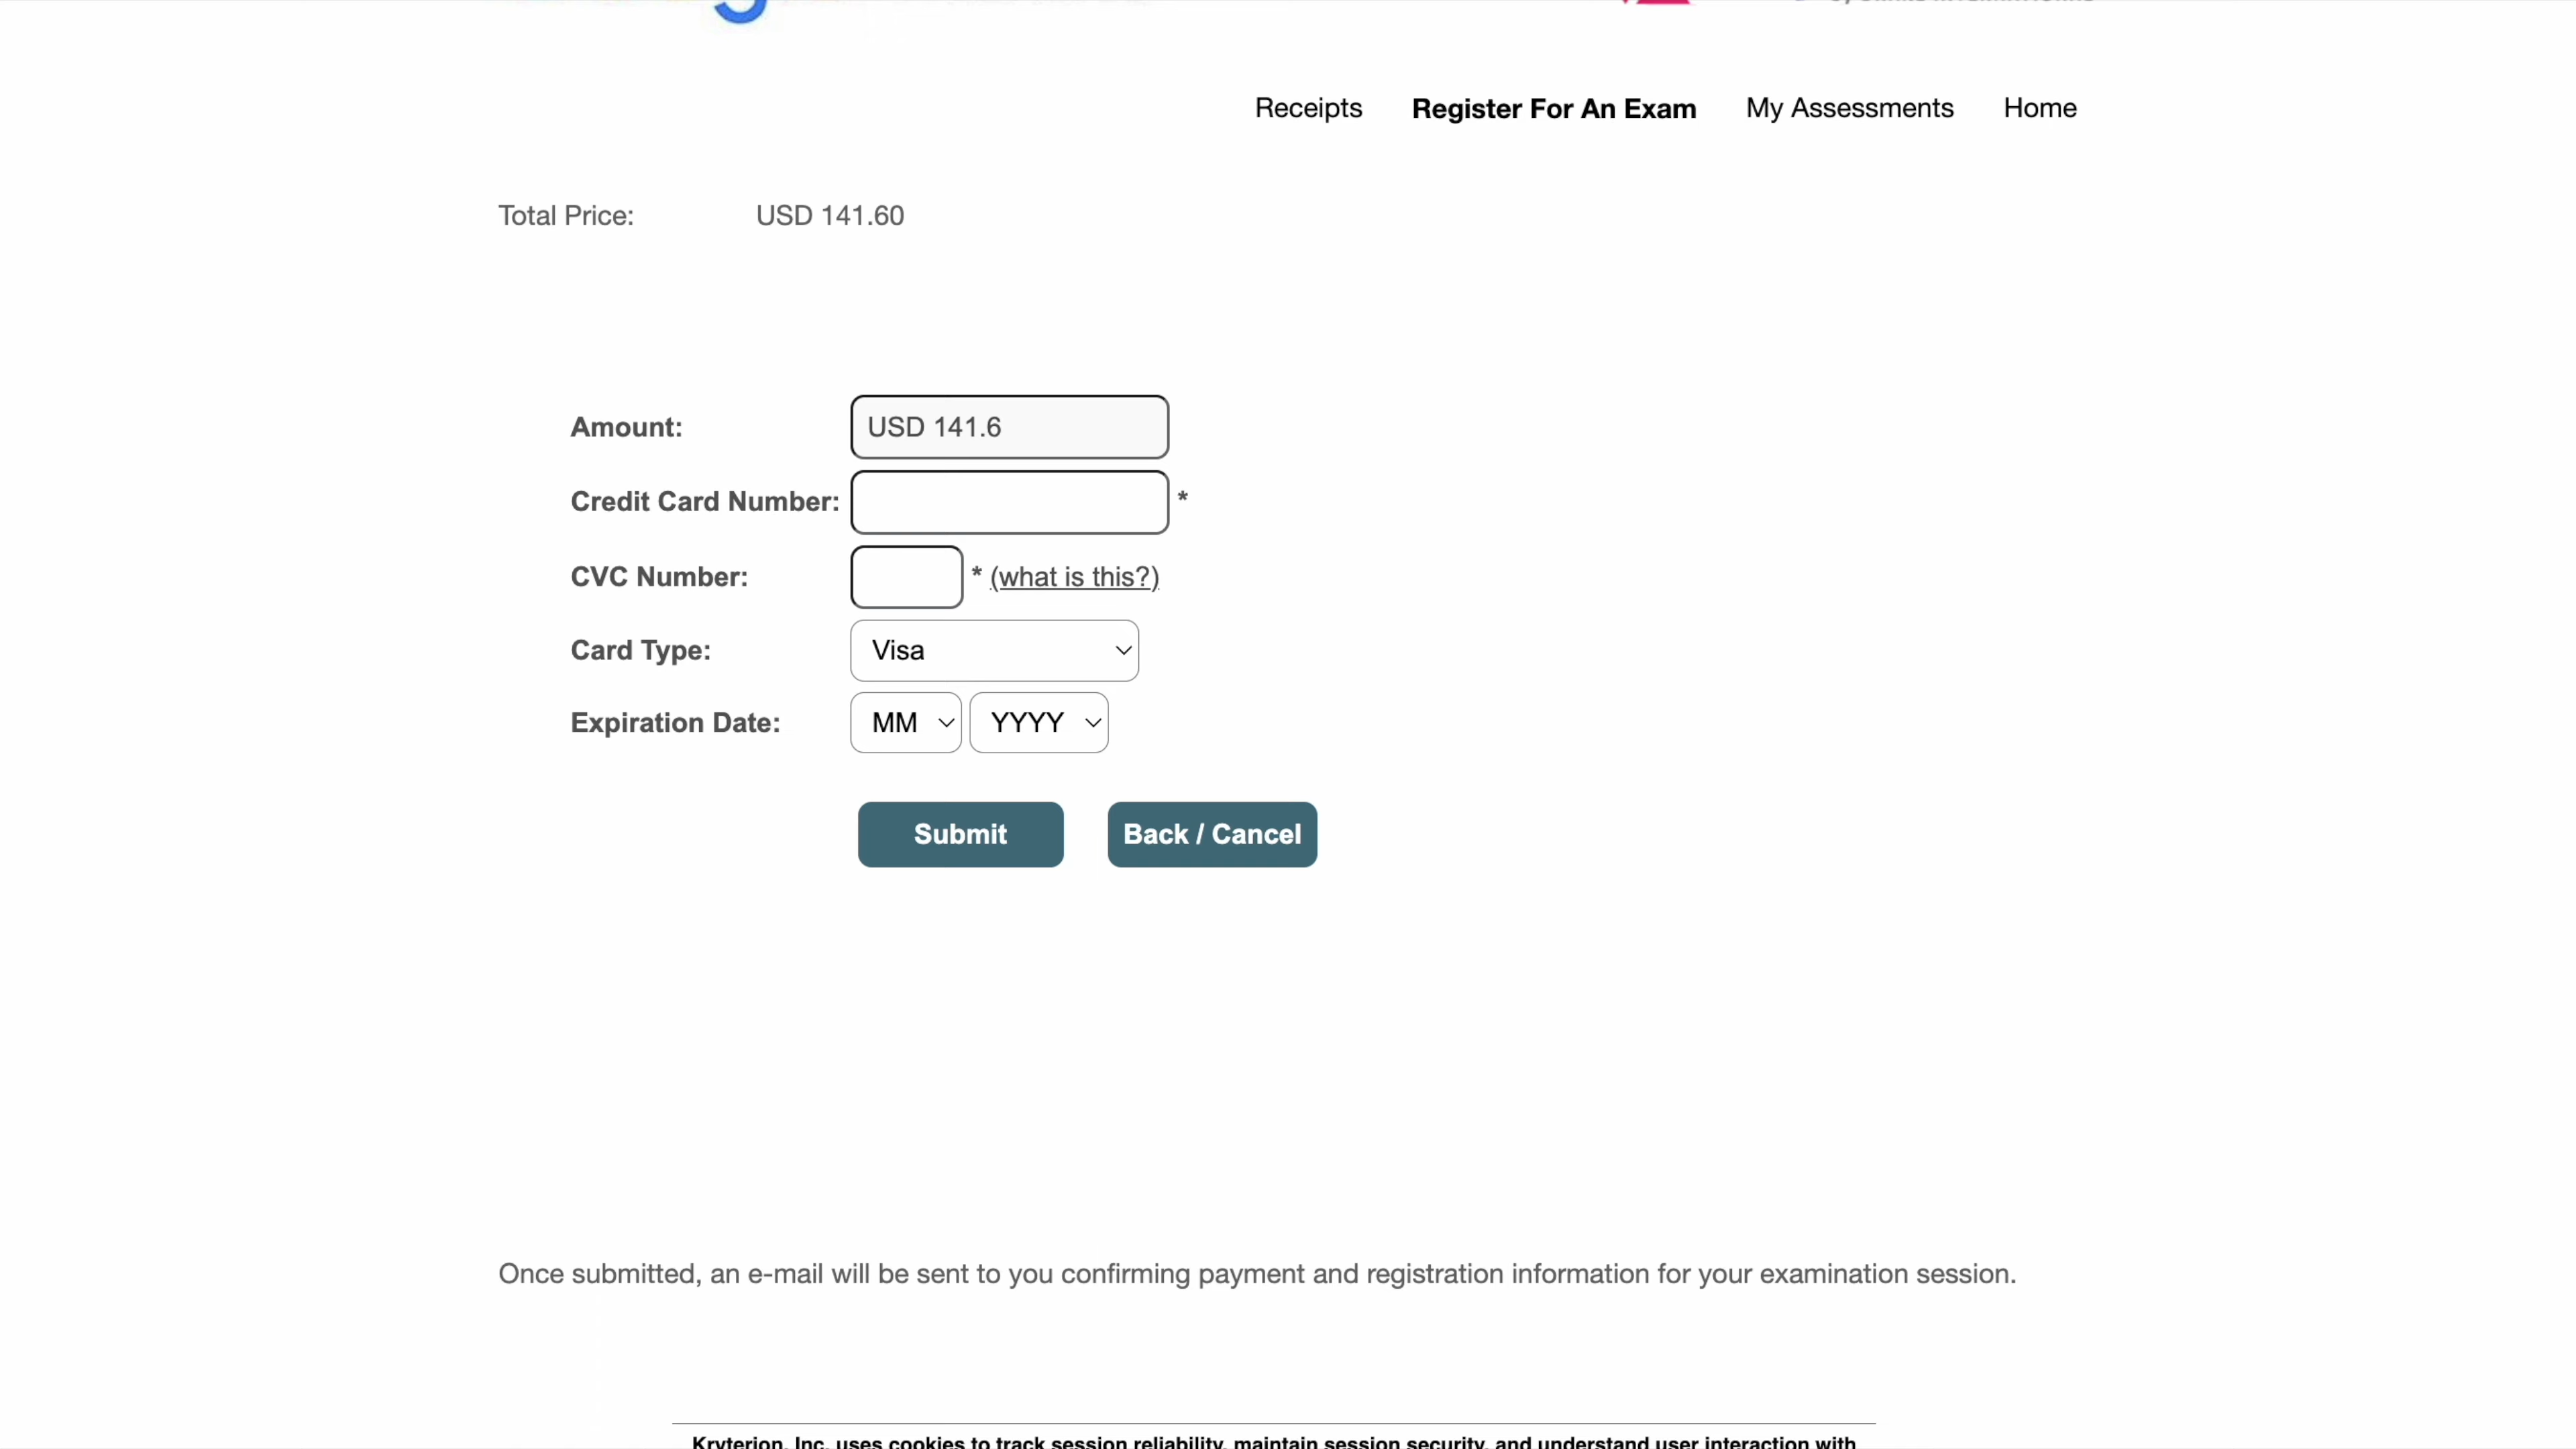 Receipts Register For An Exam My Assessments Home
Total Price: USD 141.60
Amount: USD 141.6
Credit Card Number: *
CVC Number: * (what is this?)
Card Type: Visa
Expiration Date: MM YYYY
Submit Back / Cancel
Once submitted, an e-mail will be sent to you confirming payment and registration information for your examination session.
Kryterion, Inc. uses cookies to track session reliability, maintain session security, and understand user interaction with